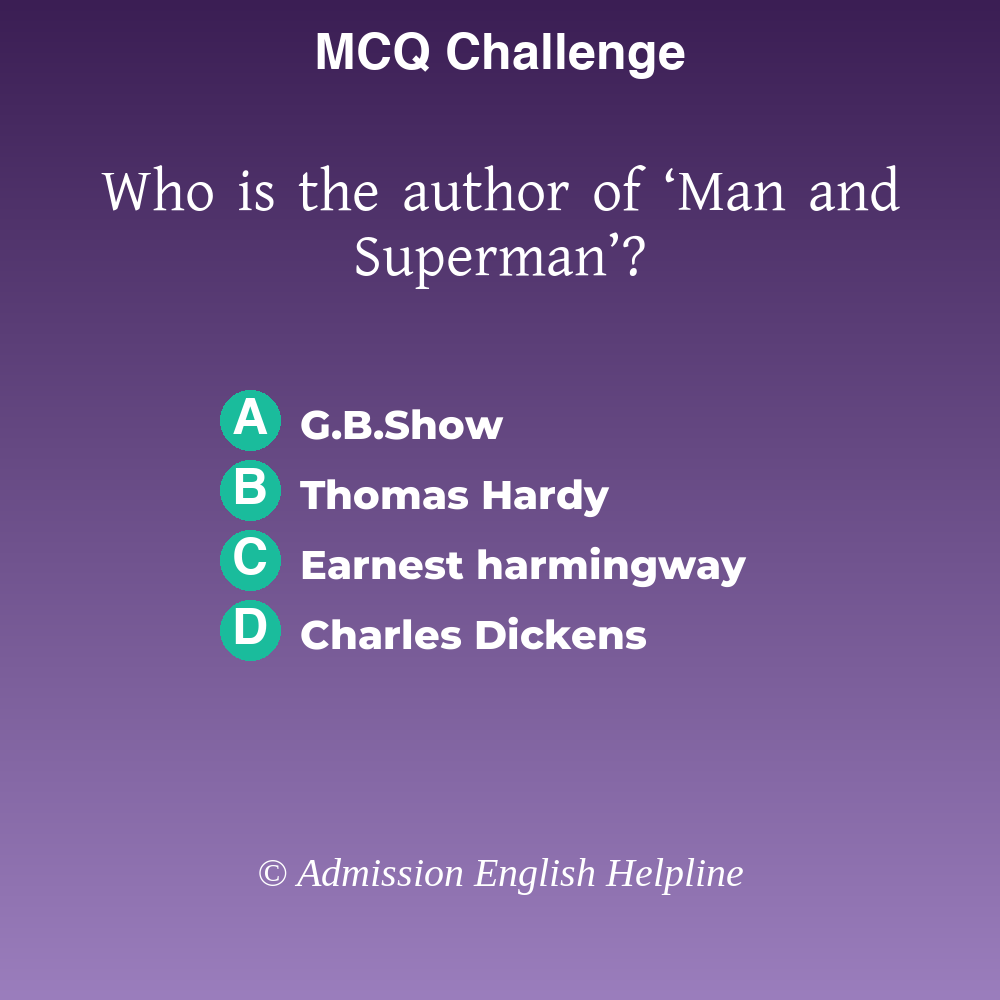 MCQ Challenge
Who is the author of ‘Man and
Superman’?
A G.B.Show
B Thomas Hardy
C Earnest harmingway
D Charles Dickens
© Admission English Helpline